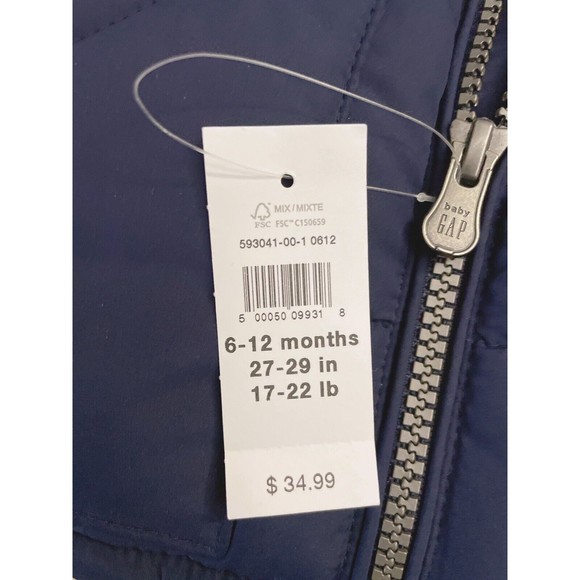 FSC
MIX/MIXTE
FSC™ C150659
593041-00-1 0612
5 00050 09931 8
6-12 months
27-29 in
17-22 lb
$ 34.99
baby
GAP